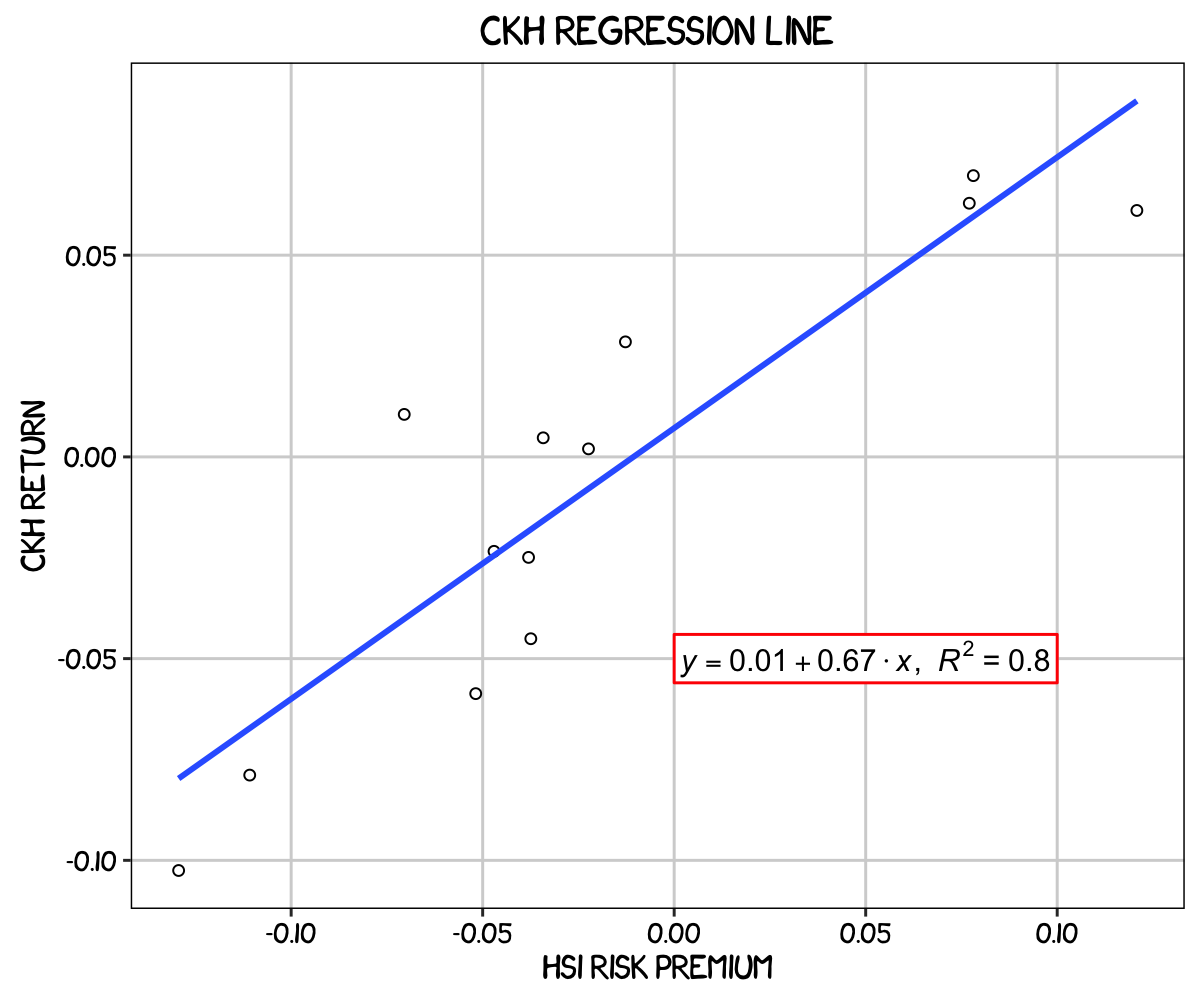 CKH REGRESSION LINE
CKH RETURN
0.05
0.00
-0.05
-0.10
y = 0.01 + 0.67 · x, R² = 0.8
-0.10 -0.05 0.00 0.05 0.10
HSI RISK PREMIUM